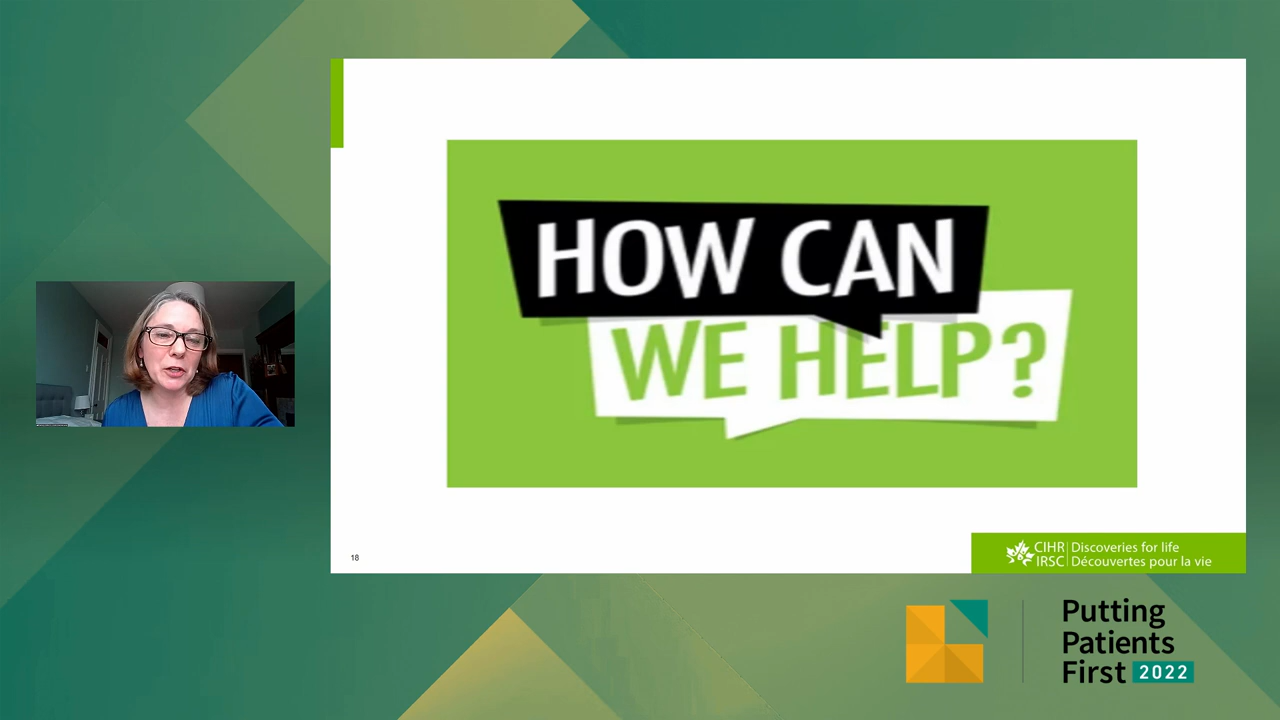 HOW CAN
WE HELP?
18
CIHR IRSC
Discoveries for life
Découvertes pour la vie
Putting
Patients
First 2022